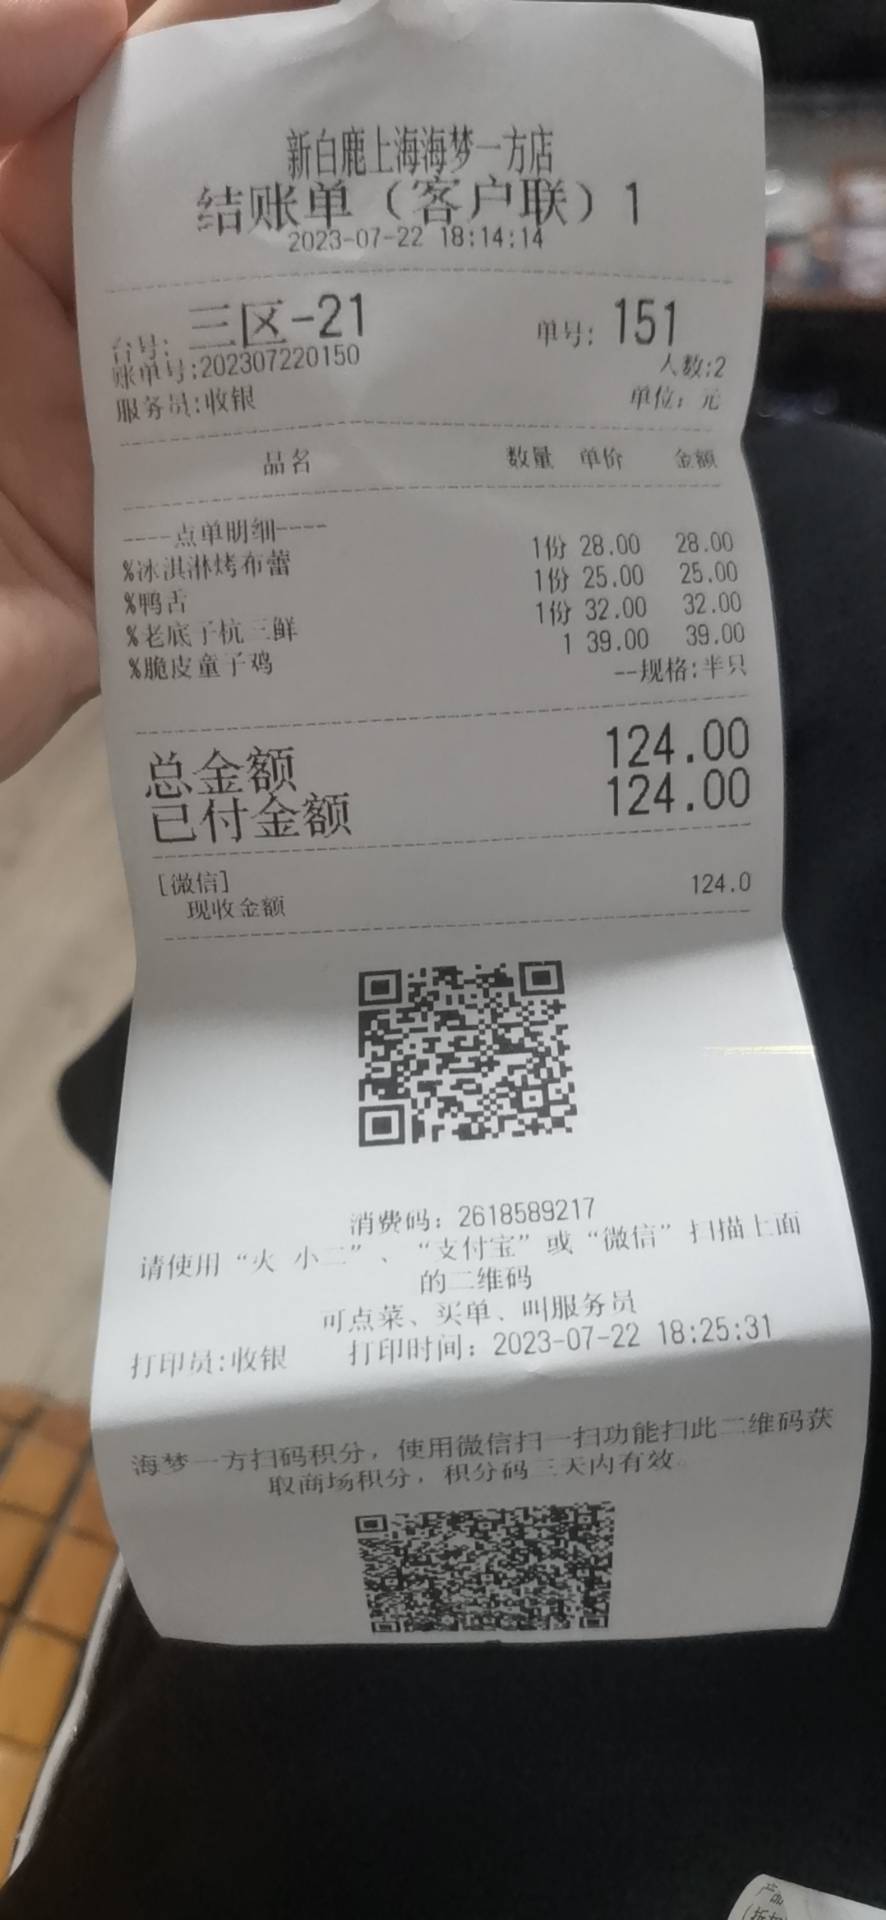 新白鹿上海海梦一方店
结账单（客户联）1
2023-07-22 18:14:14
台号: 三区-21 单号: 151
账单号:202307220150 人数:2
服务员:收银 单位: 元
品名 数量 单价 金额
----点单明细----
%冰淇淋烤布蕾 1份 28.00 28.00
%鸭舌 1份 25.00 25.00
%老底子杭三鲜 1份 32.00 32.00
%脆皮童子鸡 1 39.00 39.00
--规格:半只
总金额 124.00
已付金额 124.00
[微信]
现收金额 124.0
消费码: 2618589217
请使用“火 小二”、“支付宝”或“微信”扫描上面
的二维码
可点菜、买单、叫服务员
打印员:收银 打印时间: 2023-07-22 18:25:31
海梦一方扫码积分，使用微信扫一扫功能扫此二维码获
取商场积分，积分码三天内有效。